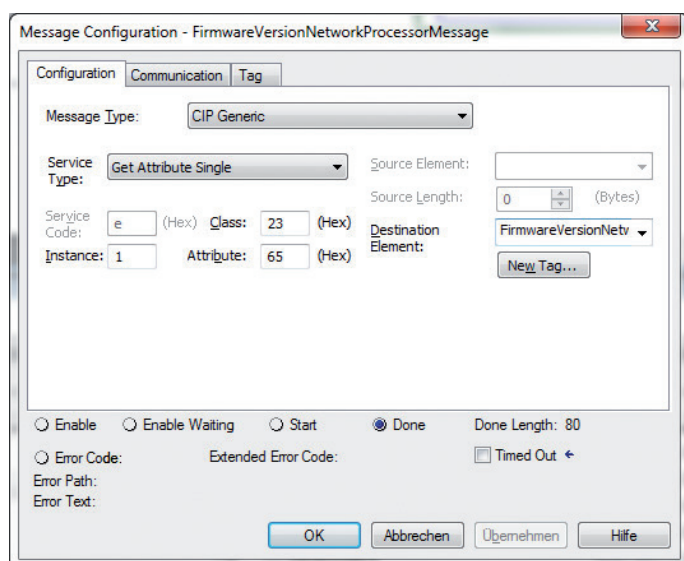 Message Configuration - FirmwareVersionNetworkProcessorMessage
Configuration Communication Tag
Message Type: CIP Generic
Service Type: Get Attribute Single
Source Element:
Source Length: 0 (Bytes)
Service Code: e (Hex) Class: 23 (Hex)
Destination Element: FirmwareVersionNetw
Instance: 1 Attribute: 65 (Hex)
New Tag...
Enable Enable Waiting Start Done Done Length: 80
Error Code: Extended Error Code: Timed Out
Error Path:
Error Text:
OK Abbrechen Übernehmen Hilfe